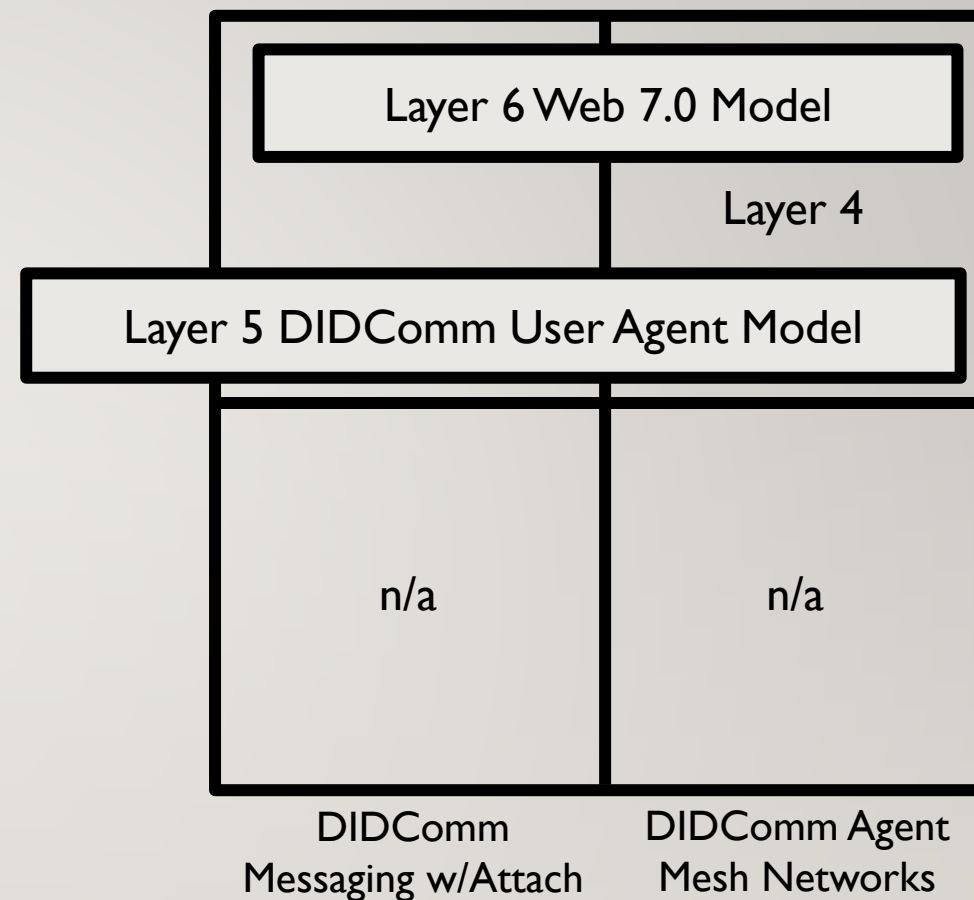 Layer 6 Web 7.0 Model
Layer 4
Layer 5 DIDComm User Agent Model
n/a
n/a
DIDComm
Messaging w/Attach
DIDComm Agent
Mesh Networks